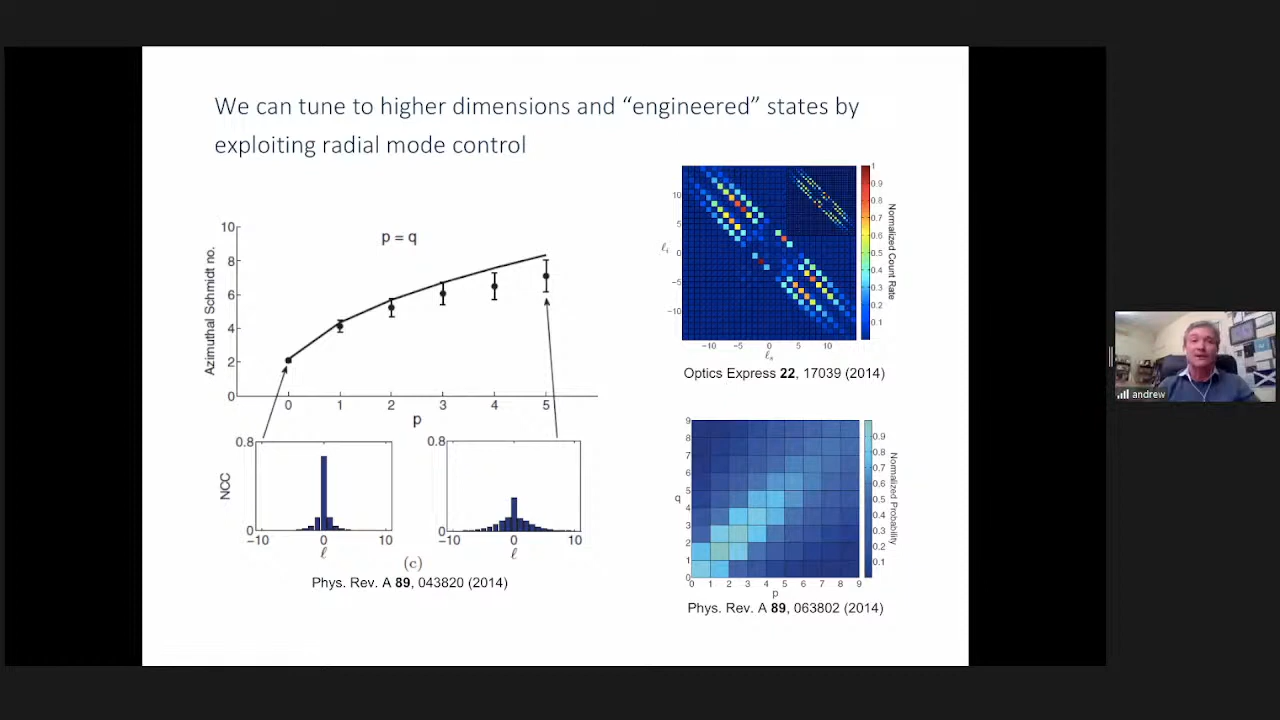 We can tune to higher dimensions and “engineered” states by
exploiting radial mode control
10
8
6
4
2
0
Azimuthal Schmidt no.
p = q
0 1 2 3 4 5
p
0.8
0
NCC
−10 0 10
ℓ
0.8
0
−10 0 10
ℓ
(c)
Phys. Rev. A 89, 043820 (2014)
10
5
0
−5
−10
ℓi
−10 −5 0 5 10
ℓs
1
0.9
0.8
0.7
0.6
0.5
0.4
0.3
0.2
0.1
Normalized Count Rate
Optics Express 22, 17039 (2014)
9
8
7
6
5
4
3
2
1
0
q
0 1 2 3 4 5 6 7 8 9
p
0.9
0.8
0.7
0.6
0.5
0.4
0.3
0.2
0.1
Normalized Probability
Phys. Rev. A 89, 063802 (2014)
andrew